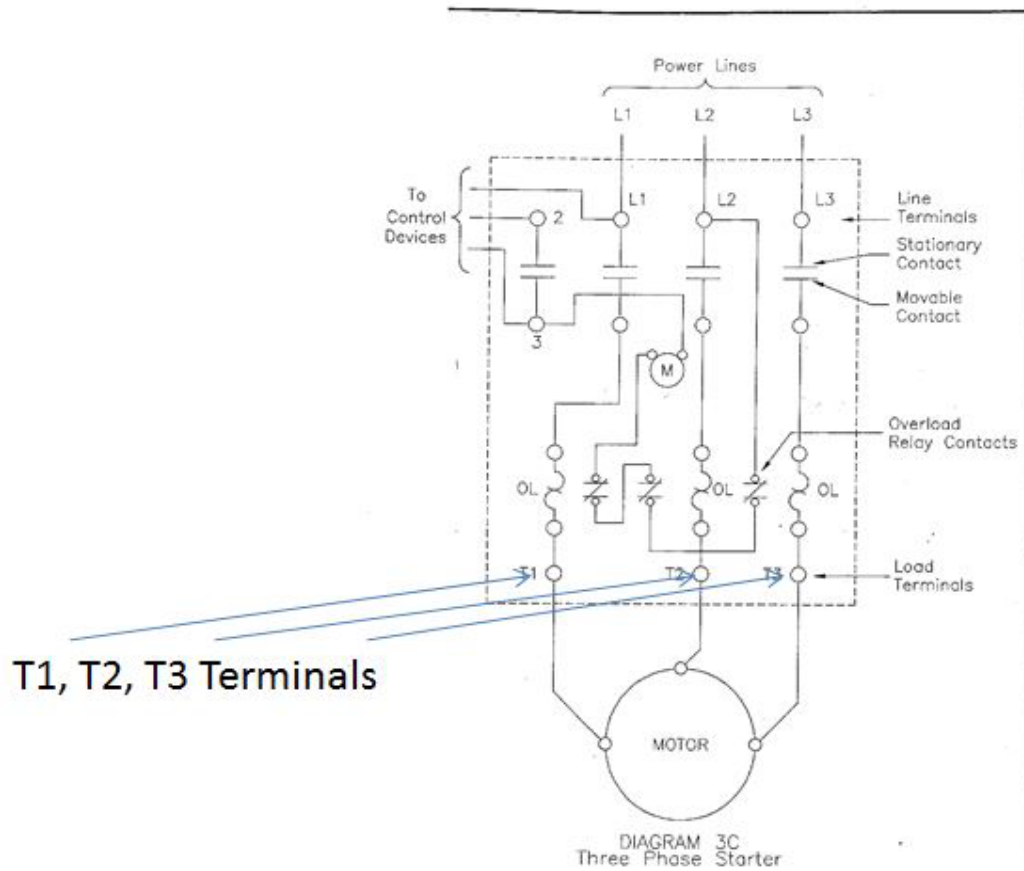 Power Lines
L1
L2
L3
To
Control
Devices
2
L1
L2
L3
Line
Terminals
Stationary
Contact
Movable
Contact
3
M
Overload
Relay Contacts
OL
OL
OL
T1
T2
T3
Load
Terminals
T1, T2, T3 Terminals
MOTOR
DIAGRAM 3C
Three Phase Starter